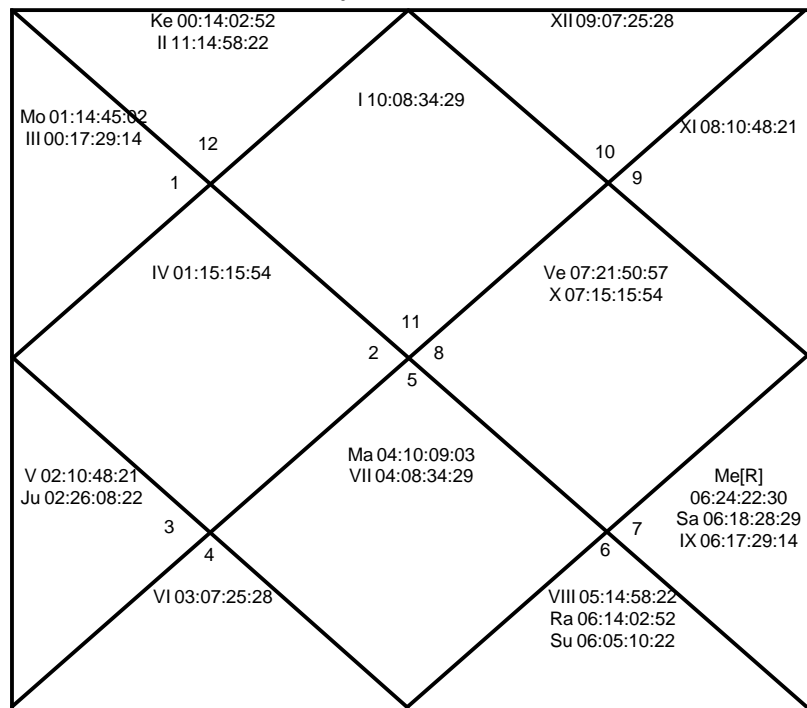 Ke 00:14:02:52
II 11:14:58:22
XII 09:07:25:28
I 10:08:34:29
Mo 01:14:45:02
III 00:17:29:14
XI 08:10:48:21
12
10
1
9
IV 01:15:15:54
Ve 07:21:50:57
X 07:15:15:54
11
2
8
5
Ma 04:10:09:03
VII 04:08:34:29
V 02:10:48:21
Ju 02:26:08:22
Me[R]
06:24:22:30
Sa 06:18:28:29
IX 06:17:29:14
3
7
4
6
VI 03:07:25:28
VIII 05:14:58:22
Ra 06:14:02:52
Su 06:05:10:22